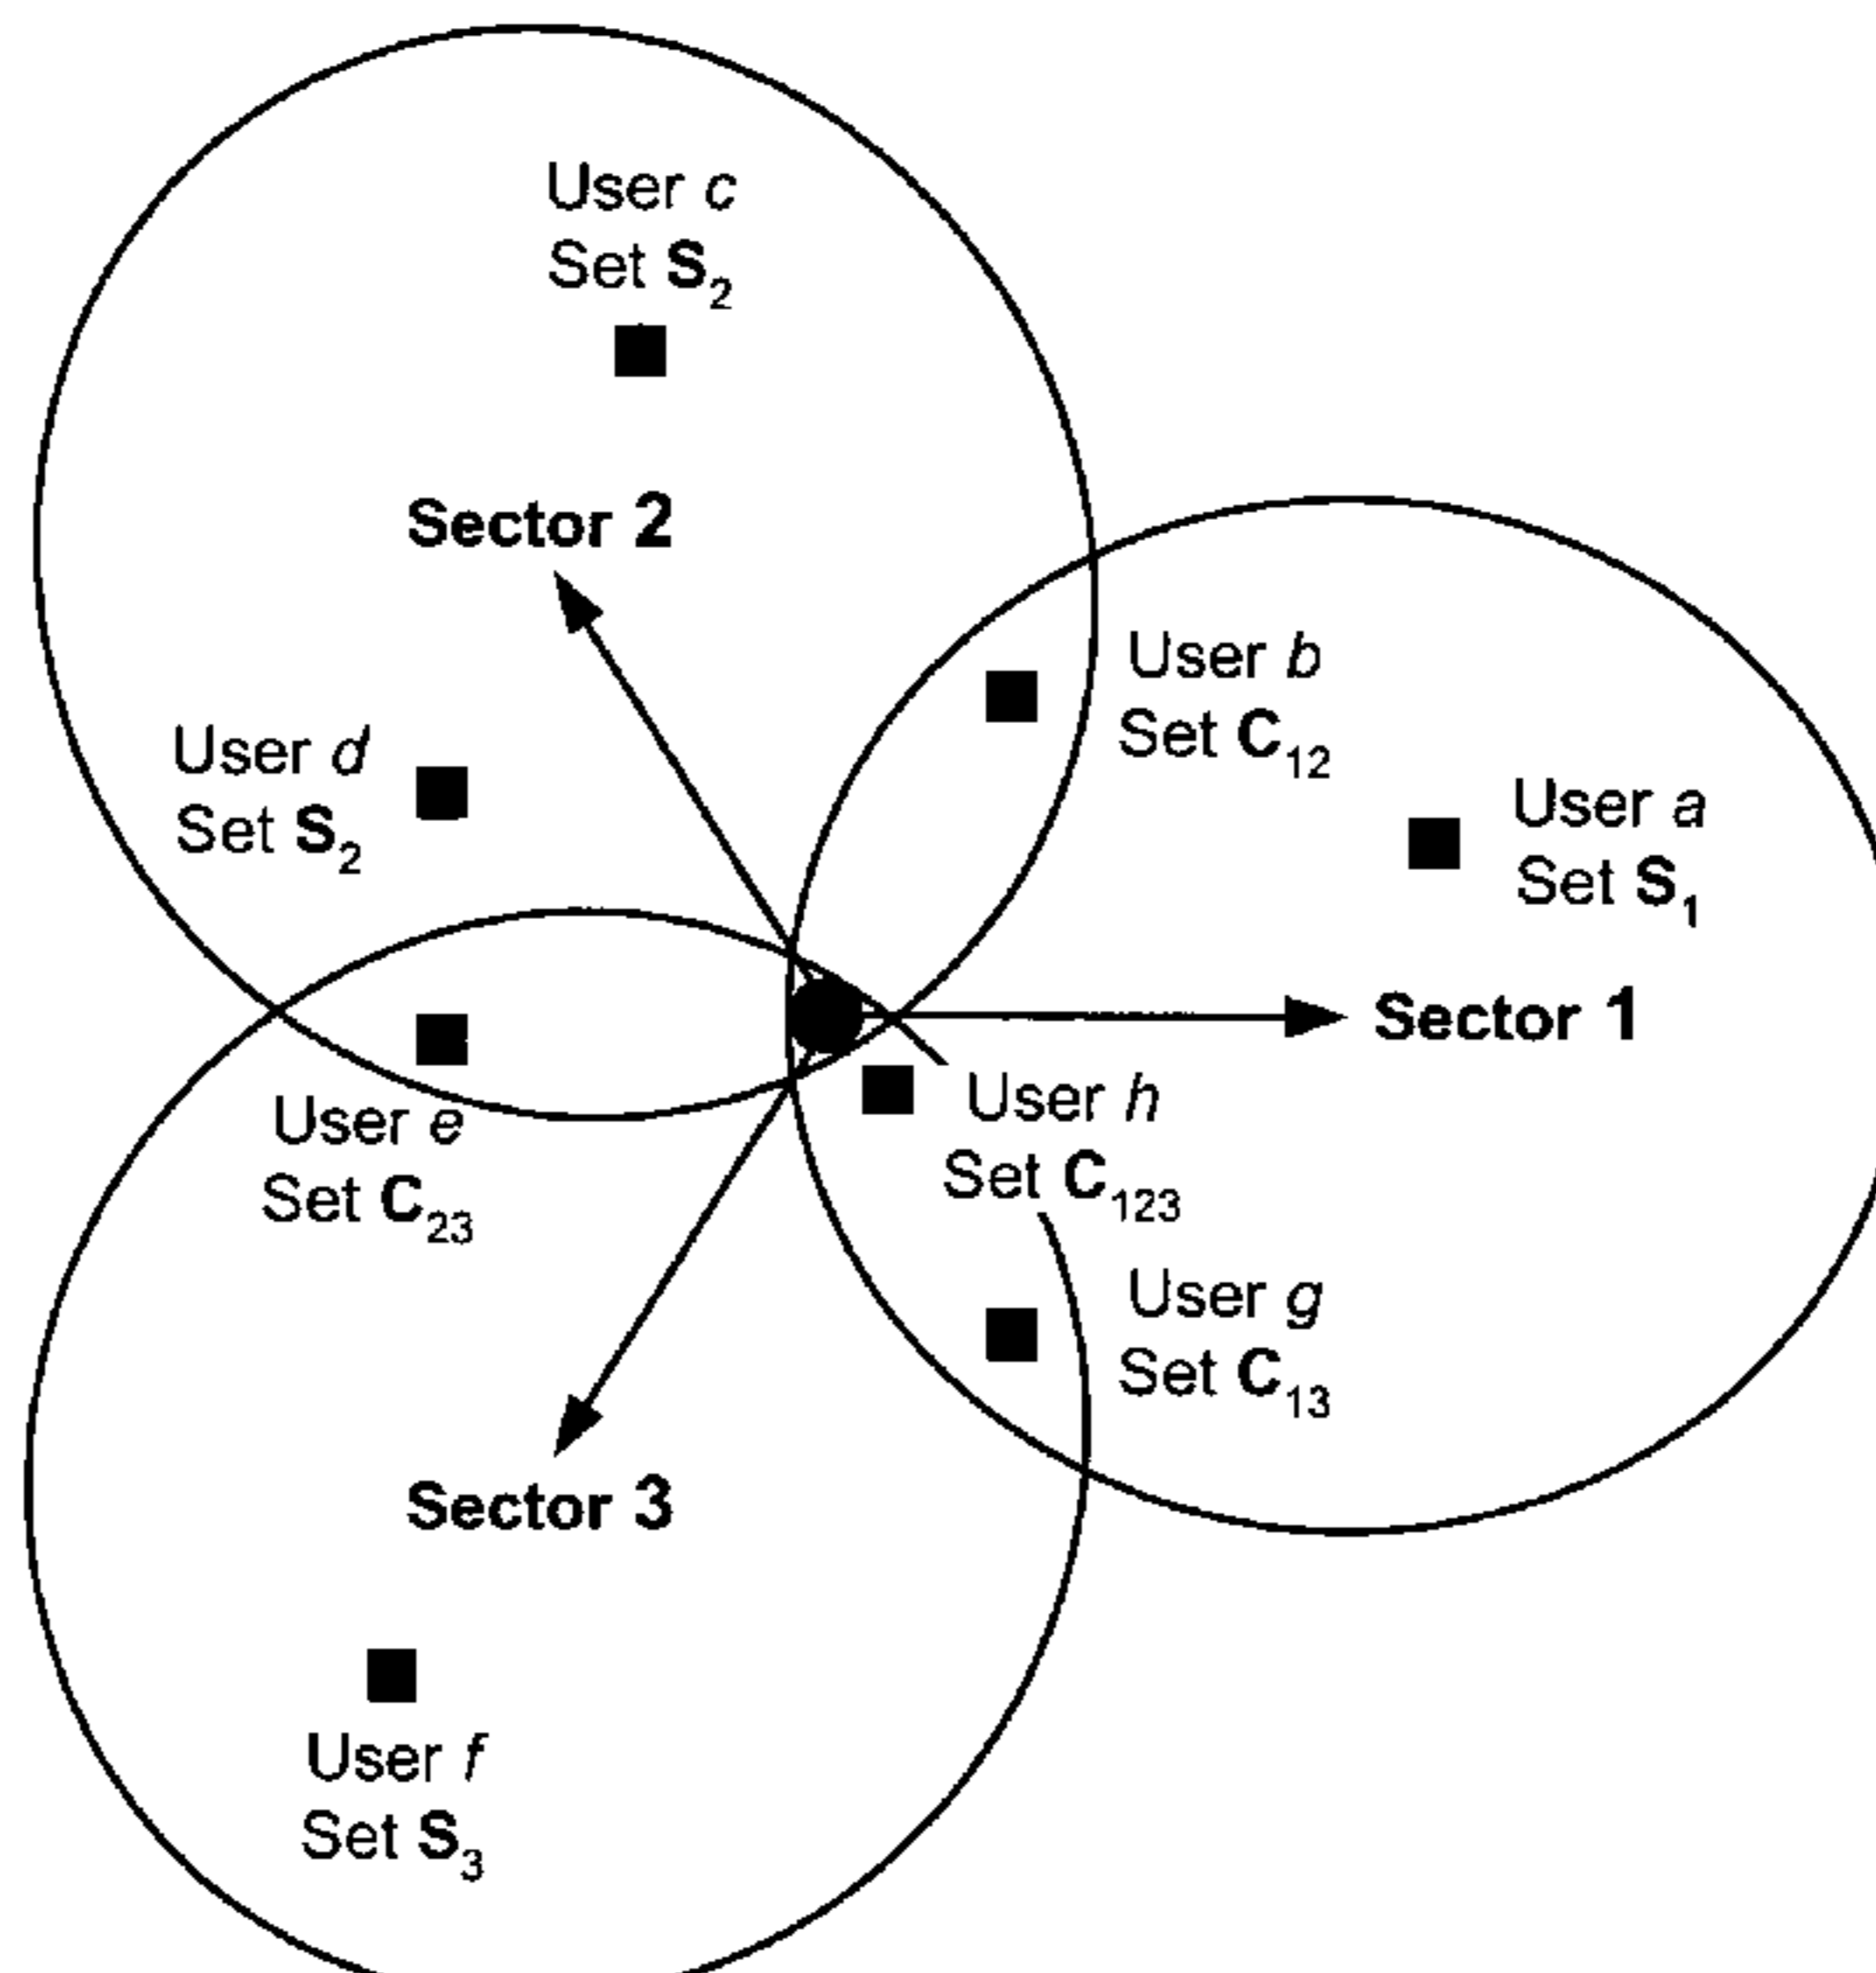 User c
Set S₂
Sector 2
User b
Set C₁₂
User d
Set S₂
User a
Set S₁
Sector 1
User h
Set C₁₂₃
User e
Set C₂₃
User g
Set C₁₃
Sector 3
User f
Set S₃